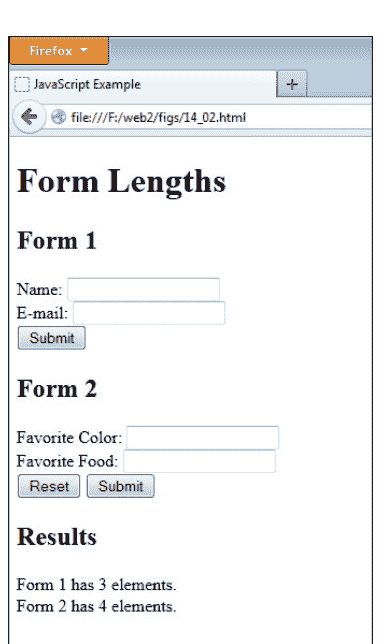 Firefox
JavaScript Example
+
file:///F:/web2/figs/14_02.html
Form Lengths
Form 1
Name:
E-mail:
Submit
Form 2
Favorite Color:
Favorite Food:
Reset Submit
Results
Form 1 has 3 elements.
Form 2 has 4 elements.